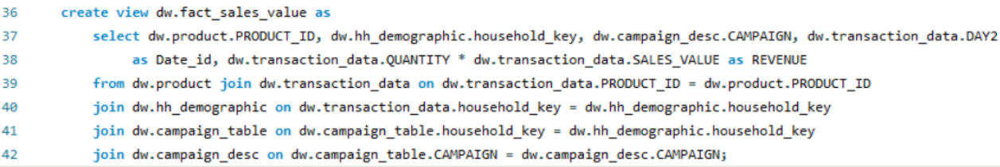 36 create view dw.fact_sales_value as
37 select dw.product.PRODUCT_ID, dw.hh_demographic.household_key, dw.campaign_desc.CAMPAIGN, dw.transaction_data.DAY2
38 as Date_id, dw.transaction_data.QUANTITY * dw.transaction_data.SALES_VALUE as REVENUE
39 from dw.product join dw.transaction_data on dw.transaction_data.PRODUCT_ID = dw.product.PRODUCT_ID
40 join dw.hh_demographic on dw.transaction_data.household_key = dw.hh_demographic.household_key
41 join dw.campaign_table on dw.campaign_table.household_key = dw.hh_demographic.household_key
42 join dw.campaign_desc on dw.campaign_table.CAMPAIGN = dw.campaign_desc.CAMPAIGN;